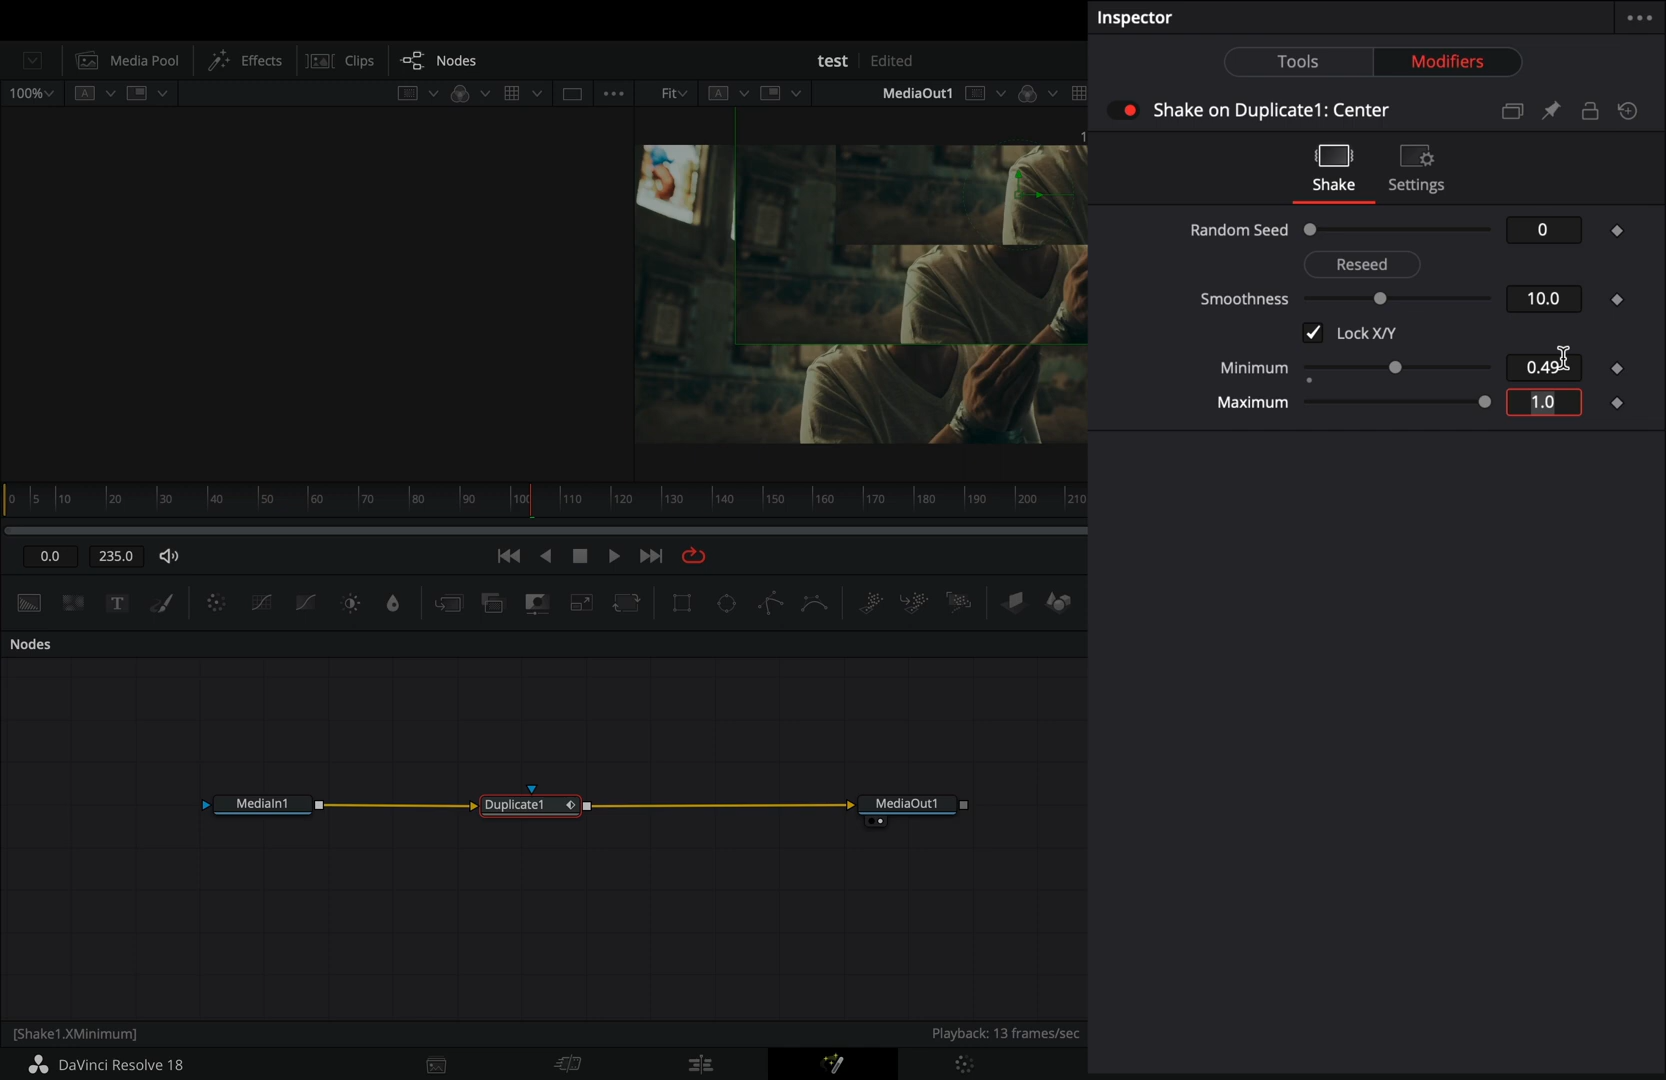 Inspector
Tools
Modifiers
Media Pool
Effects
Clips
Nodes
test
Edited
100%
A
Fit
A
MediaOut1
Shake on Duplicate1: Center
Shake
Settings
Random Seed
0
Reseed
Smoothness
10.0
Lock X/Y
Minimum
0.49
Maximum
1.0
0 5 10 20 30 40 50 60 70 80 90 100 110 120 130 140 150 160 170 180 190 200 210
0.0
235.0
T
Nodes
MediaIn1
Duplicate1
MediaOut1
[Shake1.XMinimum]
Playback: 13 frames/sec
DaVinci Resolve 18